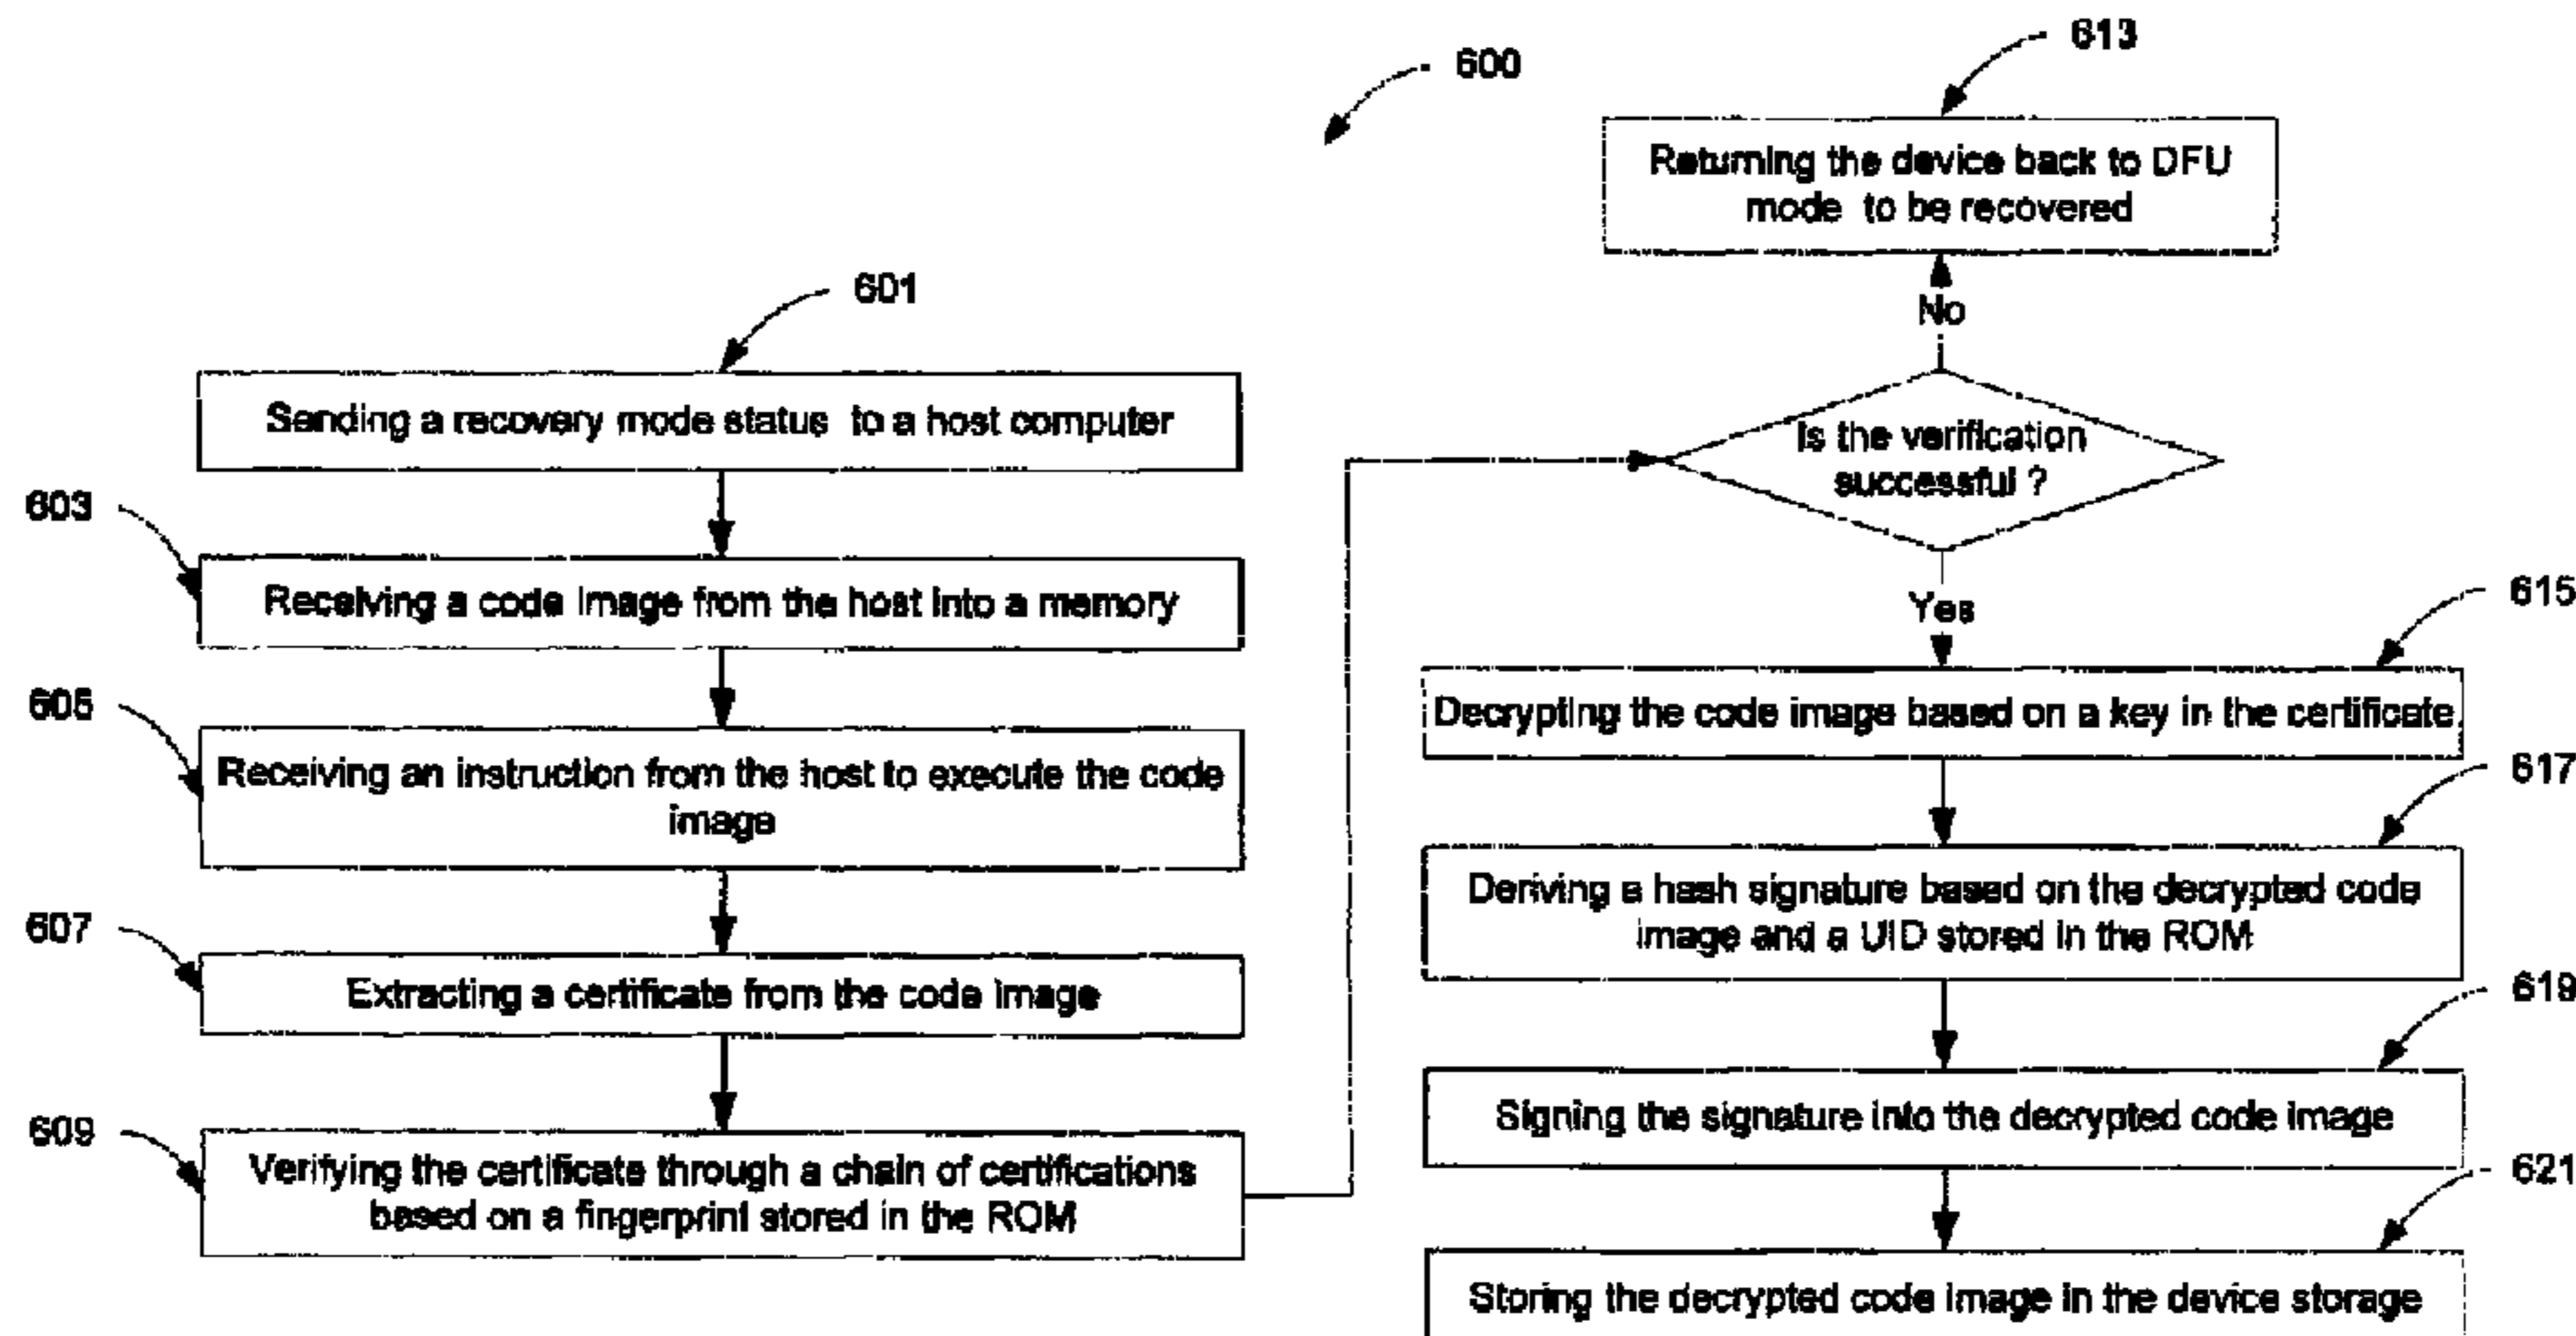 600
601
Sending a recovery mode status to a host computer
603
Receiving a code image from the host into a memory
605
Receiving an instruction from the host to execute the code
image
607
Extracting a certificate from the code image
609
Verifying the certificate through a chain of certifications
based on a fingerprint stored in the ROM
613
Returning the device back to DFU
mode to be recovered
No
Is the verification
successful ?
Yes
615
Decrypting the code image based on a key in the certificate
617
Deriving a hash signature based on the decrypted code
image and a UID stored in the ROM
619
Signing the signature into the decrypted code image
621
Storing the decrypted code image in the device storage